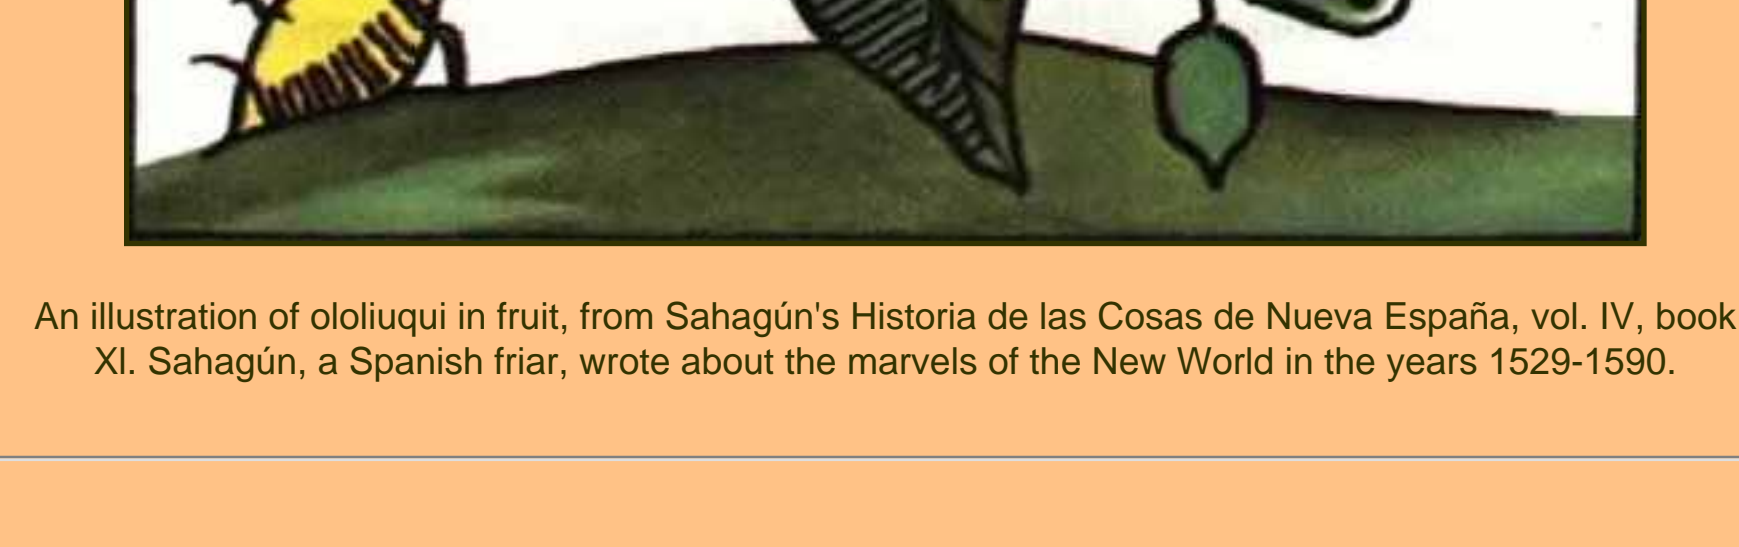 An illustration of ololiuqui in fruit, from Sahagún's Historia de las Cosas de Nueva España, vol. IV, book
Xl. Sahagún, a Spanish friar, wrote about the marvels of the New World in the years 1529-1590.